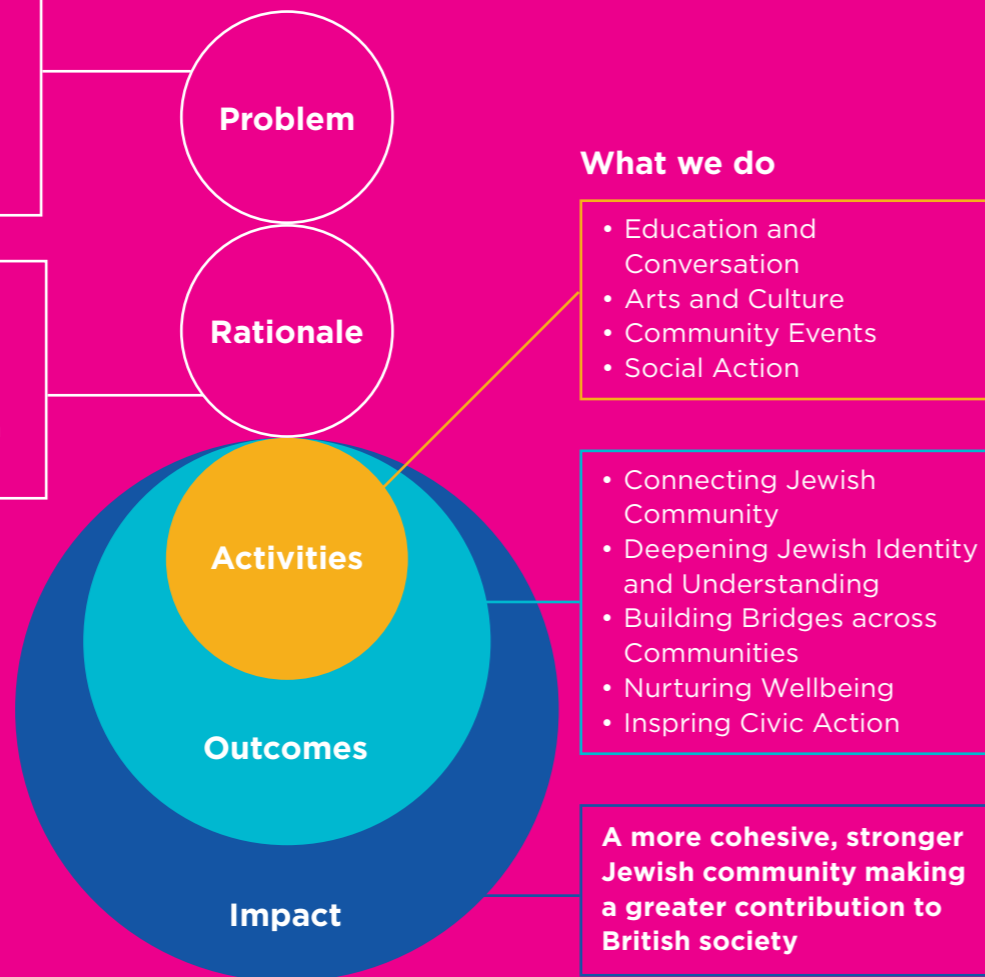 Problem
Rationale
Activities
Outcomes
Impact
What we do
• Education and
Conversation
• Arts and Culture
• Community Events
• Social Action
• Connecting Jewish
Community
• Deepening Jewish Identity
and Understanding
• Building Bridges across
Communities
• Nurturing Wellbeing
• Inspring Civic Action
A more cohesive, stronger
Jewish community making
a greater contribution to
British society